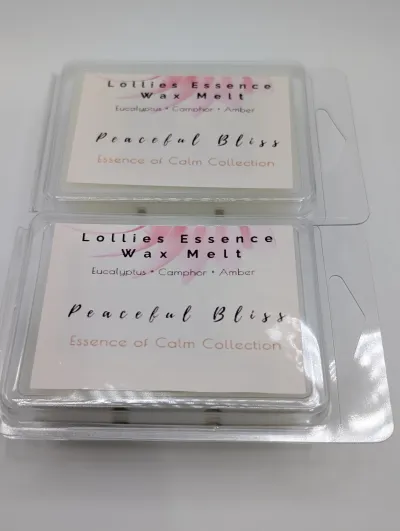 Lollies Essence
Wax Melt
Eucalyptus • Camphor • Amber
Peaceful Bliss
Essence of Calm Collection
Lollies Essence
Wax Melt
Eucalyptus • Camphor • Amber
Peaceful Bliss
Essence of Calm Collection